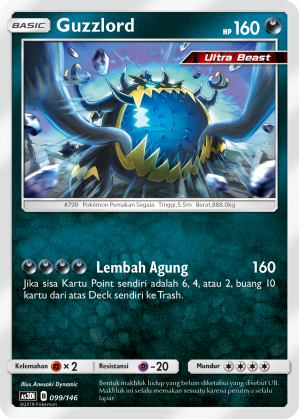 BASIC Guzzlord HP 160
Ultra Beast
#799 Pokémon Pemakan Segala Tinggi,5.5m Berat,888.0kg
Lembah Agung 160
Jika sisa Kartu Point sendiri adalah 6, 4, atau 2, buang 10
kartu dari atas Deck sendiri ke Trash.
Kelemahan × 2 Resistansi -20 Mundur
Illus. Anesaki Dynamic
AS3D D 099/146
©2019 Pokémon
Bentuk makhluk hidup yang belum diketahui yang disebut UB.
Makhluk ini selalu memakan sesuatu karena suatu alasan.